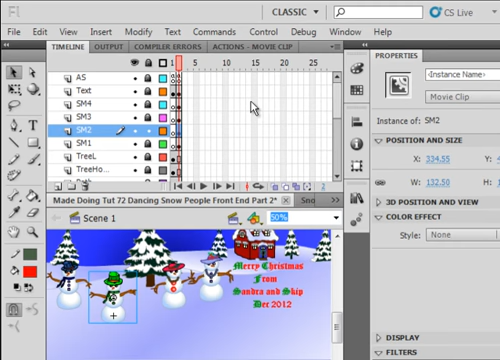 Fl
CLASSIC
CS Live
File
Edit
View
Insert
Modify
Text
Commands
Control
Debug
Window
TIMELINE
OUTPUT
COMPILER ERRORS
ACTIONS - MOVIE CLIP
1 5 10 15 20 25
AS
Text
SM4
SM3
SM2
SM1
TreeL
TreeHo...
2
Made Doing Tut 72 Dancing Snow People Front End Part 2*
Scene 1
50%
Merry Christmas
From
Sandra and Skip
Dec 2012
PROPERTIES
<Instance Name>
Movie Clip
Instance of: SM2
POSITION AND SIZE
X: 334.55
W: 132.50
3D POSITION AND VIEW
COLOR EFFECT
Style: None
DISPLAY
FILTERS